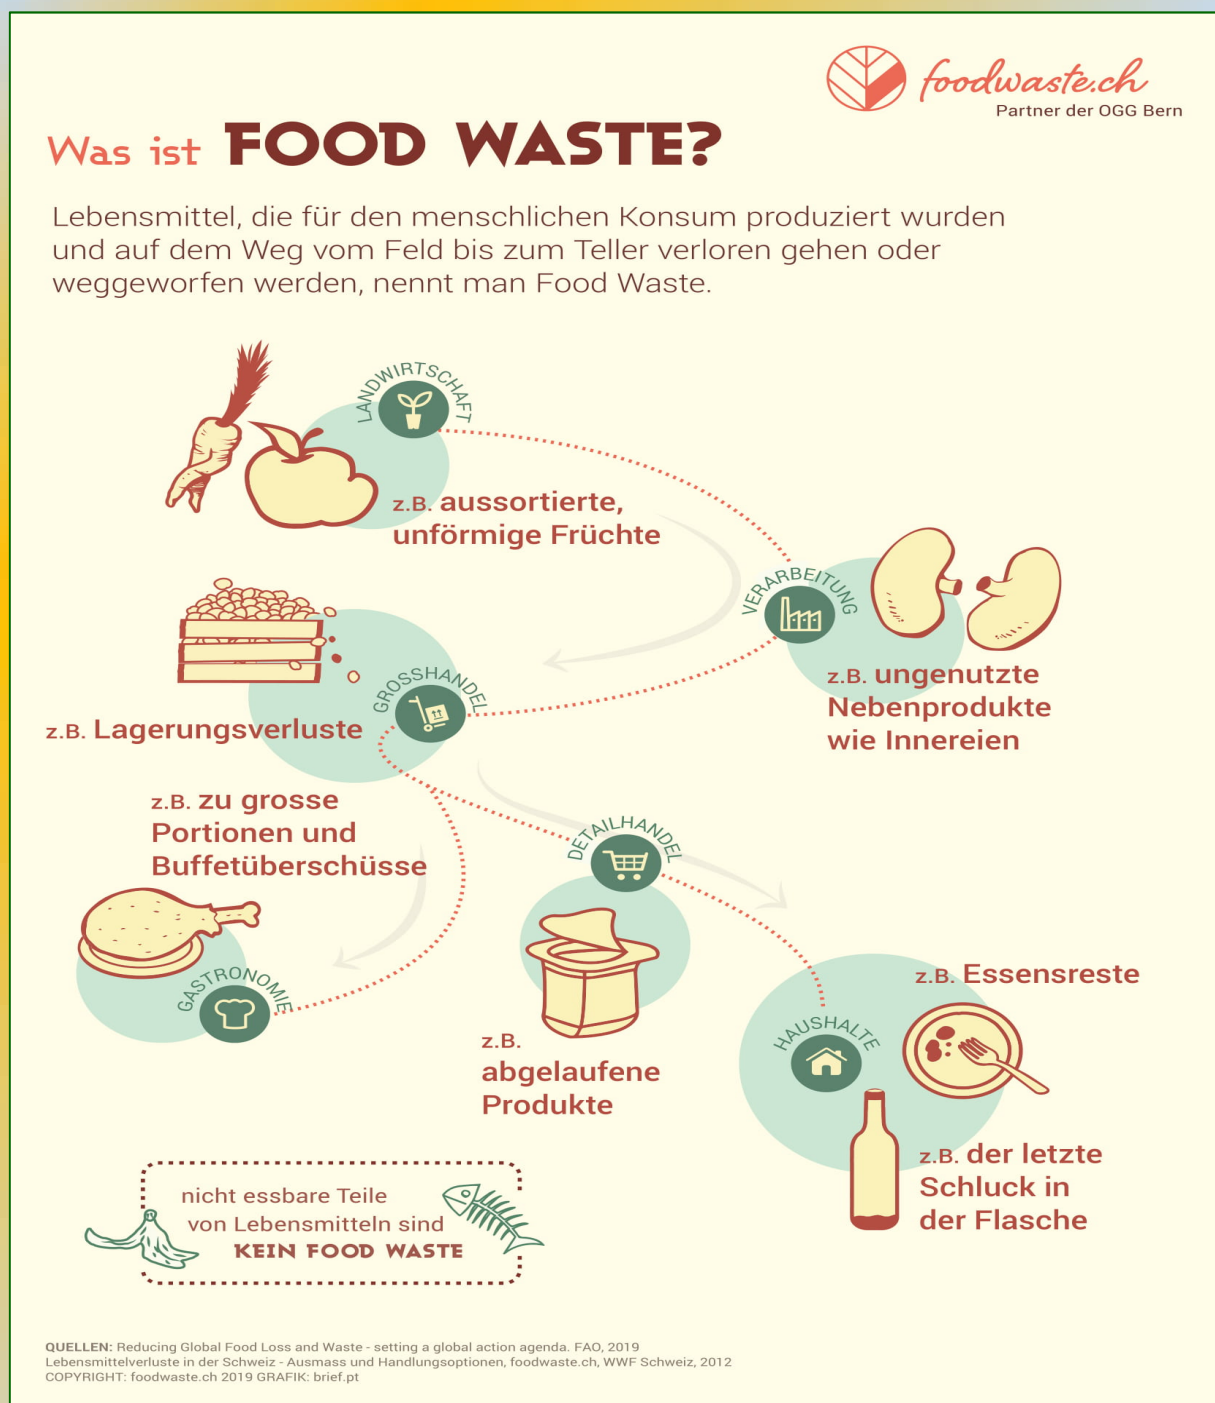 foodwaste.ch
Partner der OGG Bern
Was ist FOOD WASTE?
Lebensmittel, die für den menschlichen Konsum produziert wurden
und auf dem Weg vom Feld bis zum Teller verloren gehen oder
weggeworfen werden, nennt man Food Waste.
LANDWIRTSCHAFT
z.B. aussortierte,
unförmige Früchte
VERARBEITUNG
z.B. ungenutzte
Nebenprodukte
wie Innereien
GROSSHANDEL
z.B. Lagerungsverluste
z.B. zu grosse
Portionen und
Buffetüberschüsse
GASTRONOMIE
DETAILHANDEL
z.B.
abgelaufene
Produkte
HAUSHALTE
z.B. Essensreste
z.B. der letzte
Schluck in
der Flasche
nicht essbare Teile
von Lebensmitteln sind
KEIN FOOD WASTE
QUELLEN: Reducing Global Food Loss and Waste - setting a global action agenda. FAO, 2019
Lebensmittelverluste in der Schweiz - Ausmass und Handlungsoptionen, foodwaste.ch, WWF Schweiz, 2012
COPYRIGHT: foodwaste.ch 2019 GRAFIK: brief.pt